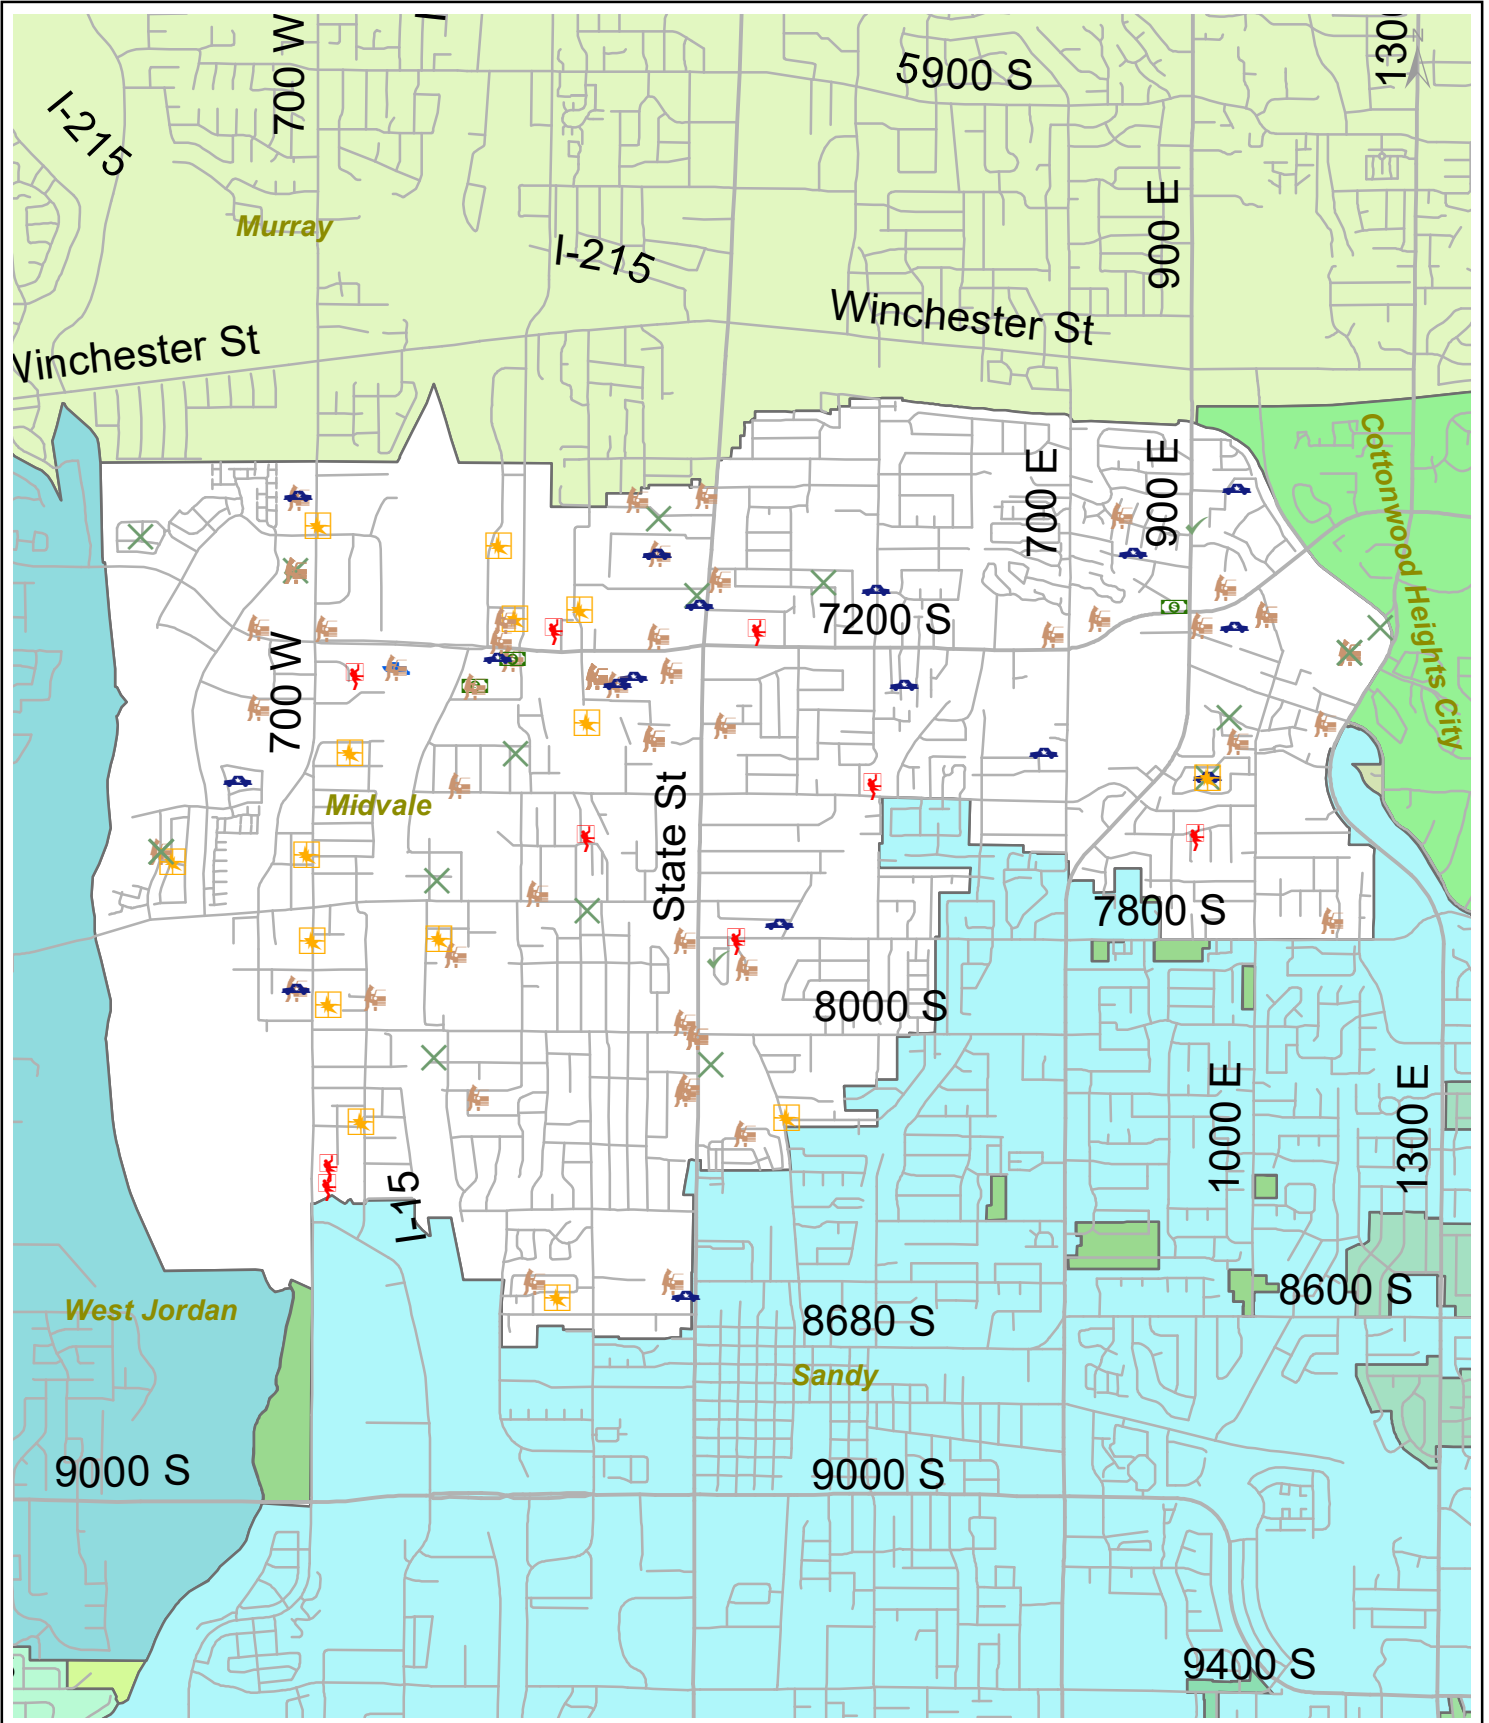 700 W
5900 S
1300
I-215
Murray
I-215
900 E
Winchester St
Winchester St
Cottonwood Heights City
700 E
900 E
7200 S
700 W
Midvale
State St
7800 S
8000 S
1000 E
1300 E
I-15
West Jordan
8600 S
8680 S
Sandy
9000 S
9000 S
9400 S